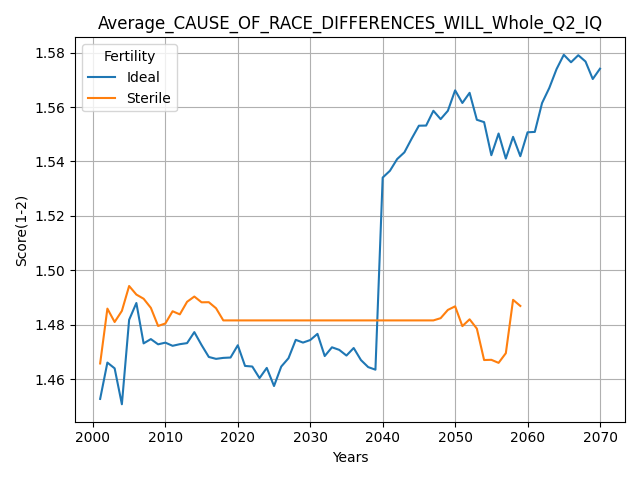 Average_CAUSE_OF_RACE_DIFFERENCES_WILL_Whole_Q2_IQ
Fertility
Ideal
Sterile
Score(1-2)
1.58
1.56
1.54
1.52
1.50
1.48
1.46
2000 2010 2020 2030 2040 2050 2060 2070
Years